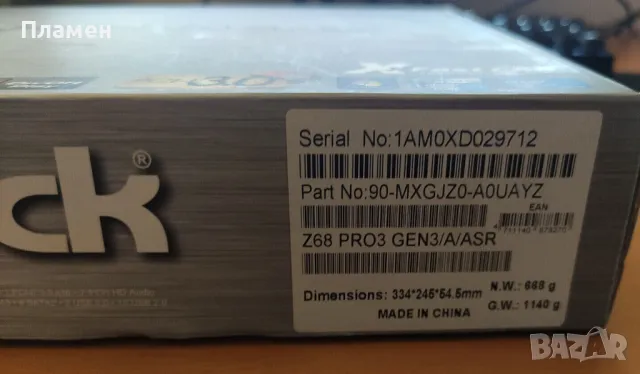 Пламен
ck®
Serial No:1AM0XD029712
Part No:90-MXGJZ0-A0UAYZ
EAN
Z68 PRO3 GEN3/A/ASR
Dimensions: 334*245*54.5mm
N.W.: 668 g
G.W.: 1140 g
MADE IN CHINA
BAZAR